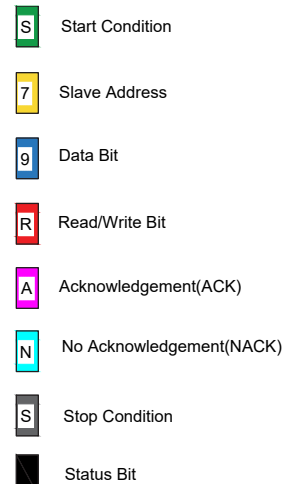 S Start Condition
7 Slave Address
9 Data Bit
R Read/Write Bit
A Acknowledgement(ACK)
N No Acknowledgement(NACK)
S Stop Condition
Status Bit